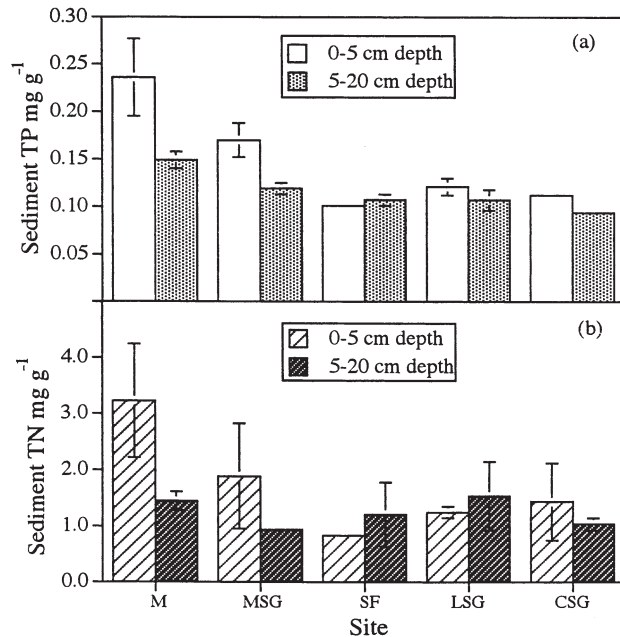 0.30
(a)
0-5 cm depth
5-20 cm depth
0.25
0.20
0.15
0.10
0.05
Sediment TP mg g⁻¹
(b)
0-5 cm depth
5-20 cm depth
4.0
3.0
2.0
1.0
0.0
Sediment TN mg g⁻¹
M MSG SF LSG CSG
Site